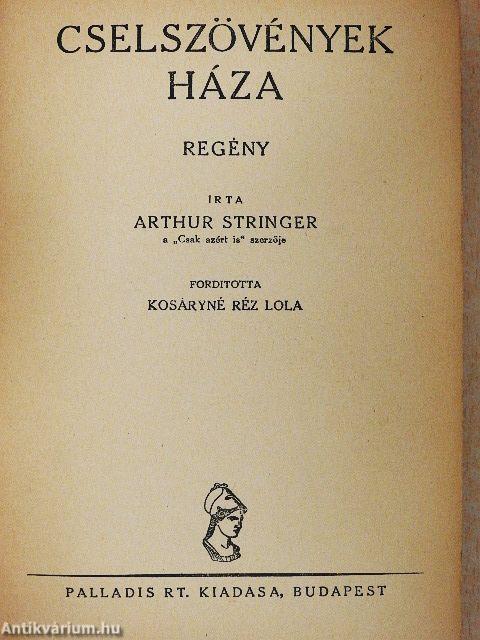 CSELSZÖVÉNYEK
HÁZA
REGÉNY
IRTA
ARTHUR STRINGER
a „Csak azért is" szerzője
FORDITOTTA
KOSÁRYNÉ RÉZ LOLA
PALLADIS RT. KIADASA, BUDAPEST
Antikvárium.hu